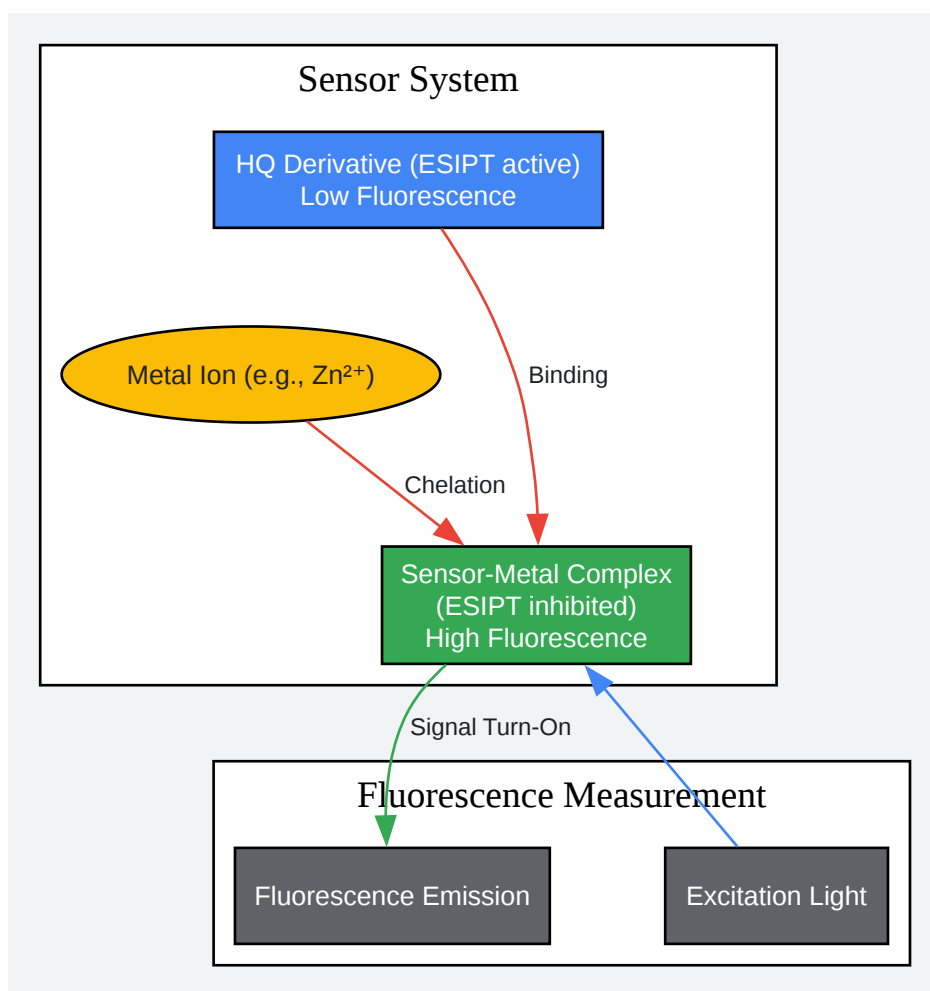 Sensor System
HQ Derivative (ESIPT active)
Low Fluorescence
Metal Ion (e.g., Zn²⁺)
Binding
Chelation
Sensor-Metal Complex
(ESIPT inhibited)
High Fluorescence
Signal Turn-On
Fluorescence Measurement
Fluorescence Emission
Excitation Light